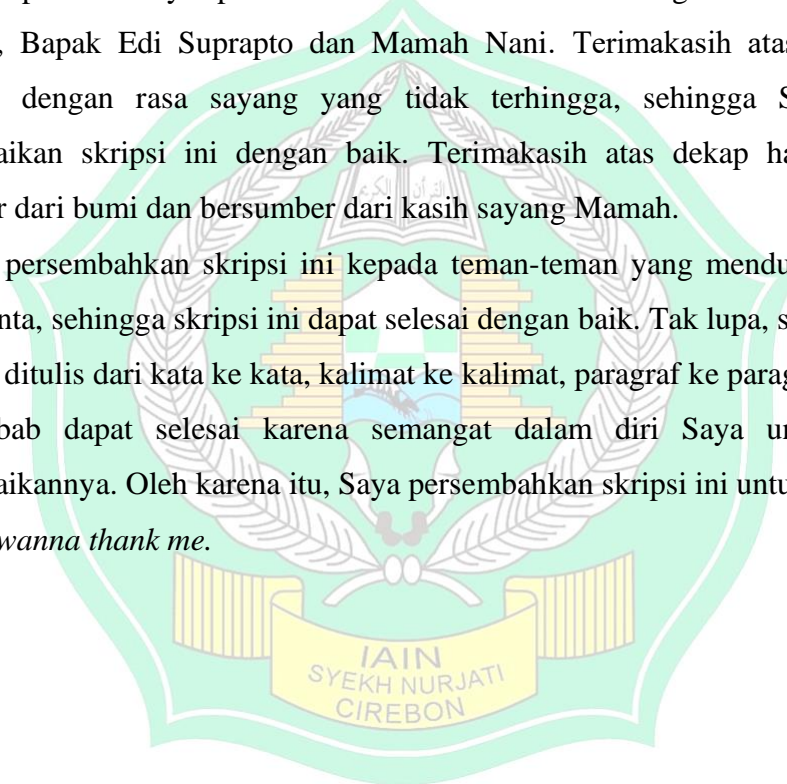 , Bapak Edi Suprapto dan Mamah Nani. Terimakasih atas
dengan rasa sayang yang tidak terhingga, sehingga S
aikan skripsi ini dengan baik. Terimakasih atas dekap ha
r dari bumi dan bersumber dari kasih sayang Mamah.
persembahkan skripsi ini kepada teman-teman yang mendu
nta, sehingga skripsi ini dapat selesai dengan baik. Tak lupa, s
ditulis dari kata ke kata, kalimat ke kalimat, paragraf ke parag
bab dapat selesai karena semangat dalam diri Saya un
aikannya. Oleh karena itu, Saya persembahkan skripsi ini untu
wanna thank me.
القرآن الكريم
IAIN
SYEKH NURJATI
CIREBON